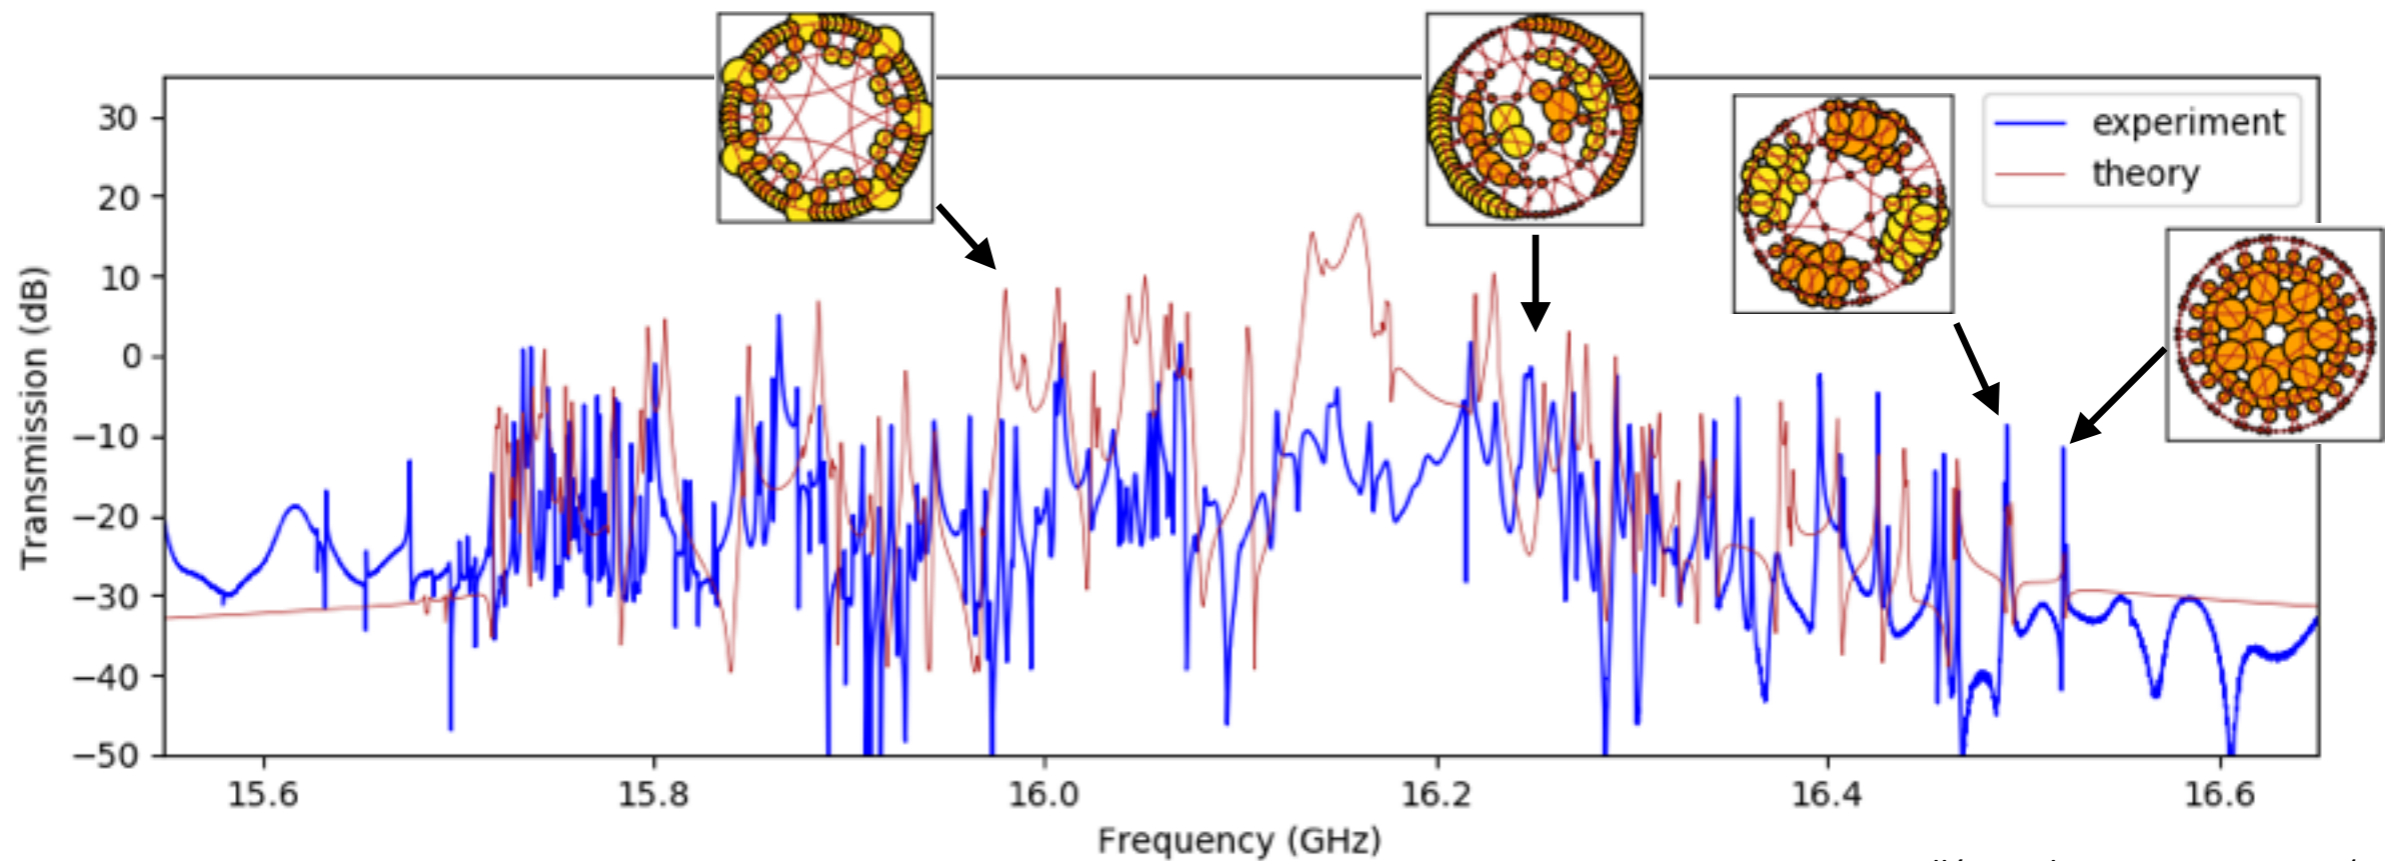 experiment
theory
Transmission (dB)
30
20
10
0
−10
−20
−30
−40
−50
15.6 15.8 16.0 16.2 16.4 16.6
Frequency (GHz)